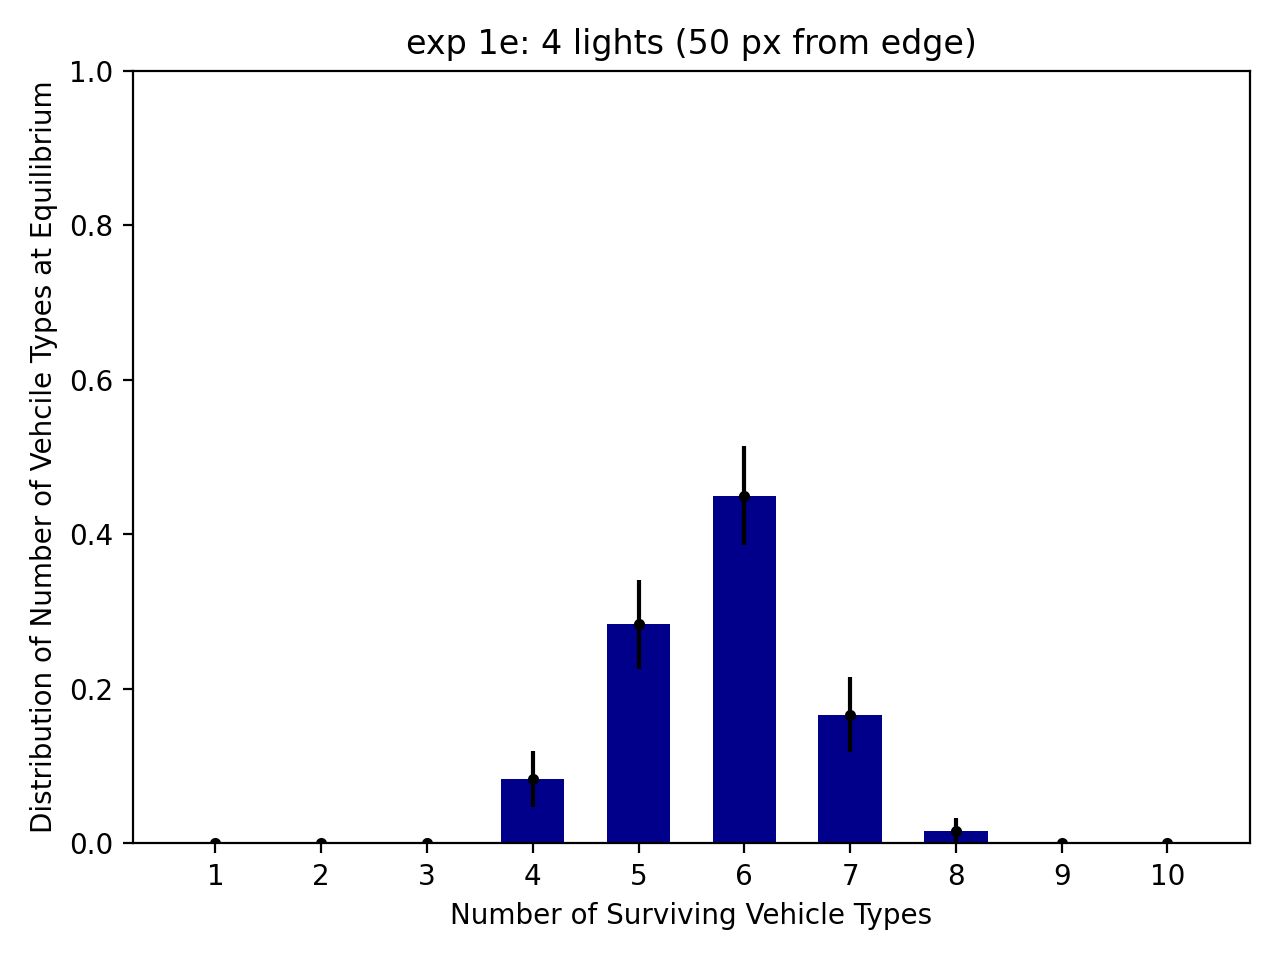 exp 1e: 4 lights (50 px from edge)
Distribution of Number of Vehcile Types at Equilibrium
1.0
0.8
0.6
0.4
0.2
0.0
1 2 3 4 5 6 7 8 9 10
Number of Surviving Vehicle Types